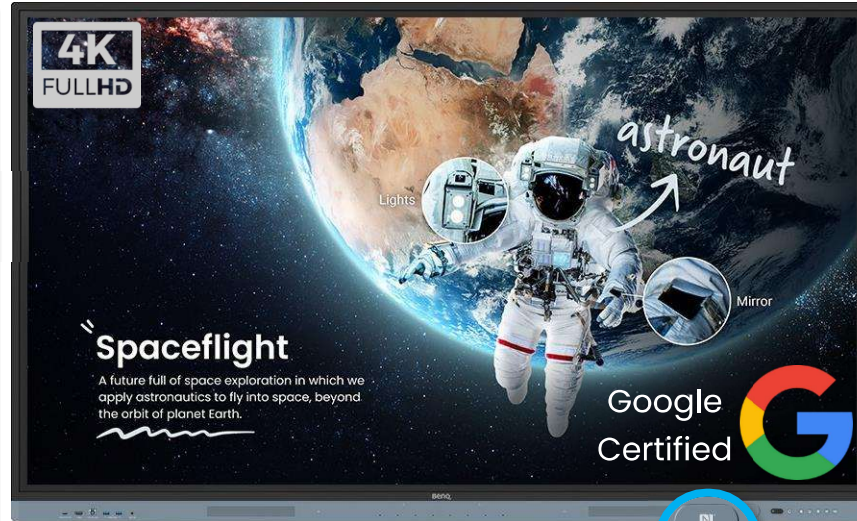 4K
FULLHD
astronaut
Lights
Mirror
Spaceflight
A future full of space exploration in which we
apply astronautics to fly into space, beyond
the orbit of planet Earth.
Google
Certified
BenQ